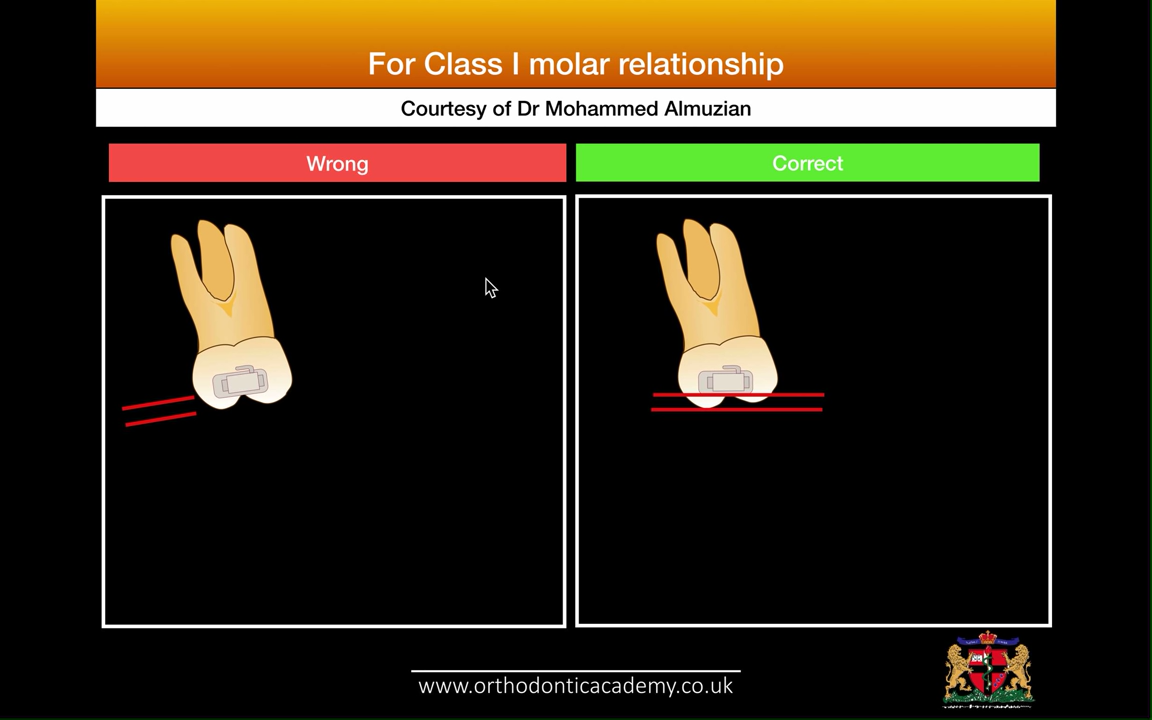 For Class I molar relationship
Courtesy of Dr Mohammed Almuzian
Wrong
Correct
www.orthodonticacademy.co.uk